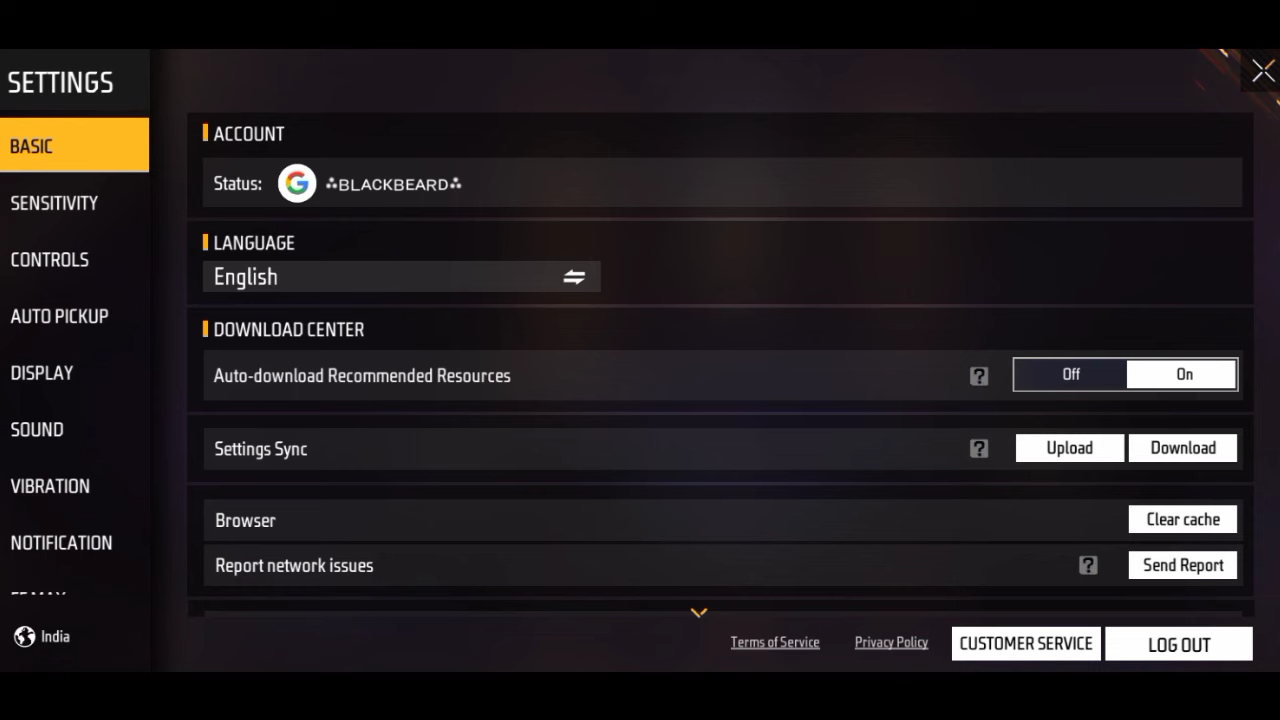 SETTINGS
BASIC
SENSITIVITY
CONTROLS
AUTO PICKUP
DISPLAY
SOUND
VIBRATION
NOTIFICATION
India
ACCOUNT
Status: ஃBLACKBEARDஃ
LANGUAGE
English
DOWNLOAD CENTER
Auto-download Recommended Resources ? Off On
Settings Sync ? Upload Download
Browser Clear cache
Report network issues ? Send Report
Terms of Service Privacy Policy CUSTOMER SERVICE LOG OUT